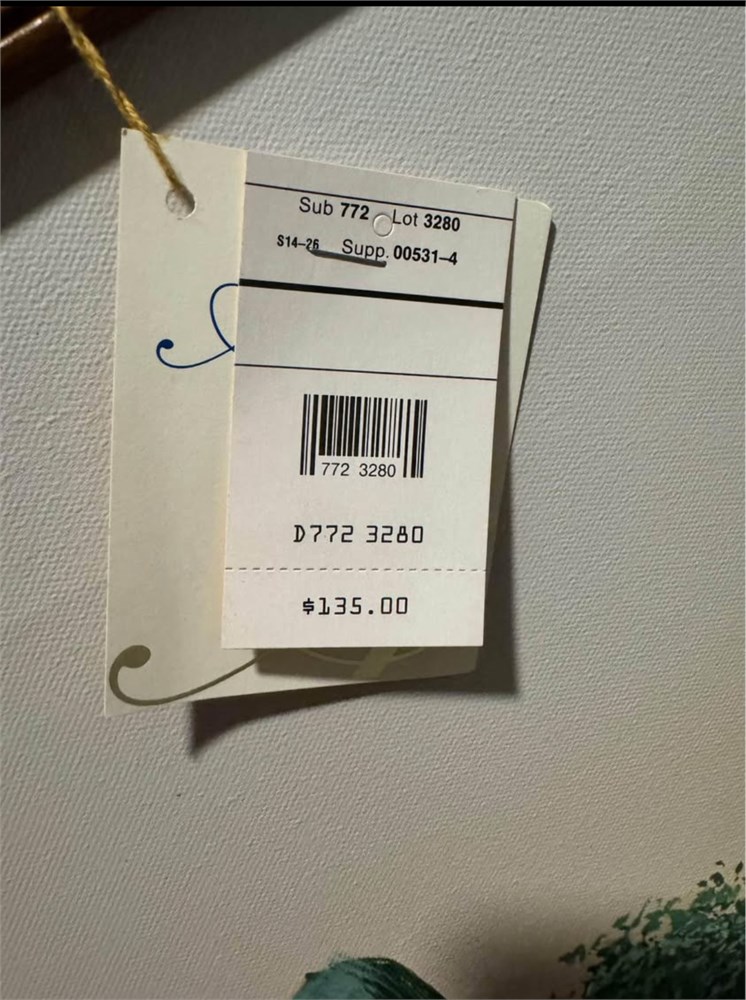 Sub 772 Lot 3280
S14-26 Supp. 00531-4
772 3280
D772 3280
$135.00